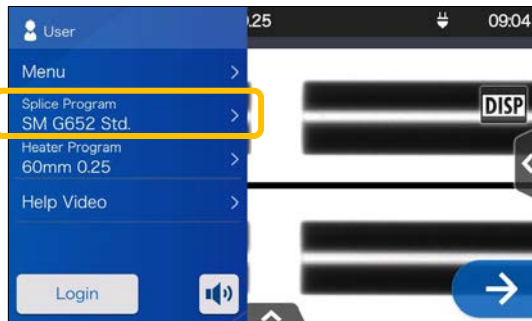 User
.25
09:04
Menu
Splice Program
SM G652 Std.
DISP
Heater Program
60mm 0.25
Help Video
Login